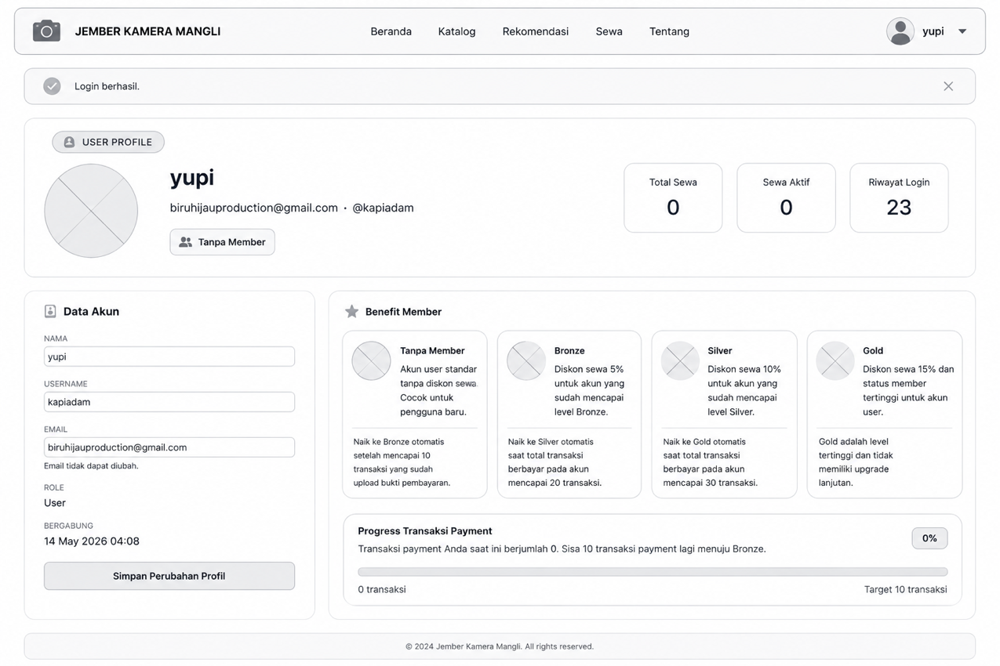 JEMBER KAMERA MANGLI
Beranda
Katalog
Rekomendasi
Sewa
Tentang
yupi
Login berhasil.
USER PROFILE
yupi
biruhijauproduction@gmail.com • @kapiadam
Tanpa Member
Total Sewa
0
Sewa Aktif
0
Riwayat Login
23
Data Akun
NAMA
yupi
USERNAME
kapiadam
EMAIL
biruhijauproduction@gmail.com
Email tidak dapat diubah.
ROLE
User
BERGABUNG
14 May 2026 04:08
Simpan Perubahan Profil
Benefit Member
Tanpa Member
Akun user standar
tanpa diskon sewa.
Cocok untuk
pengguna baru.
Naik ke Bronze otomatis
setelah mencapai 10
transaksi yang sudah
upload bukti pembayaran.
Bronze
Diskon sewa 5%
untuk akun yang
sudah mencapai
level Bronze.
Naik ke Silver otomatis
saat total transaksi
berbayar pada akun
mencapai 20 transaksi.
Silver
Diskon sewa 10%
untuk akun yang
sudah mencapai
level Silver.
Naik ke Gold otomatis
saat total transaksi
berbayar pada akun
mencapai 30 transaksi.
Gold
Diskon sewa 15% dan
status member
tertinggi untuk akun
user.
Gold adalah level
tertinggi dan tidak
memiliki upgrade
lanjutan.
Progress Transaksi Payment
Transaksi payment Anda saat ini berjumlah 0. Sisa 10 transaksi payment lagi menuju Bronze.
0%
0 transaksi
Target 10 transaksi
© 2024 Jember Kamera Mangli. All rights reserved.